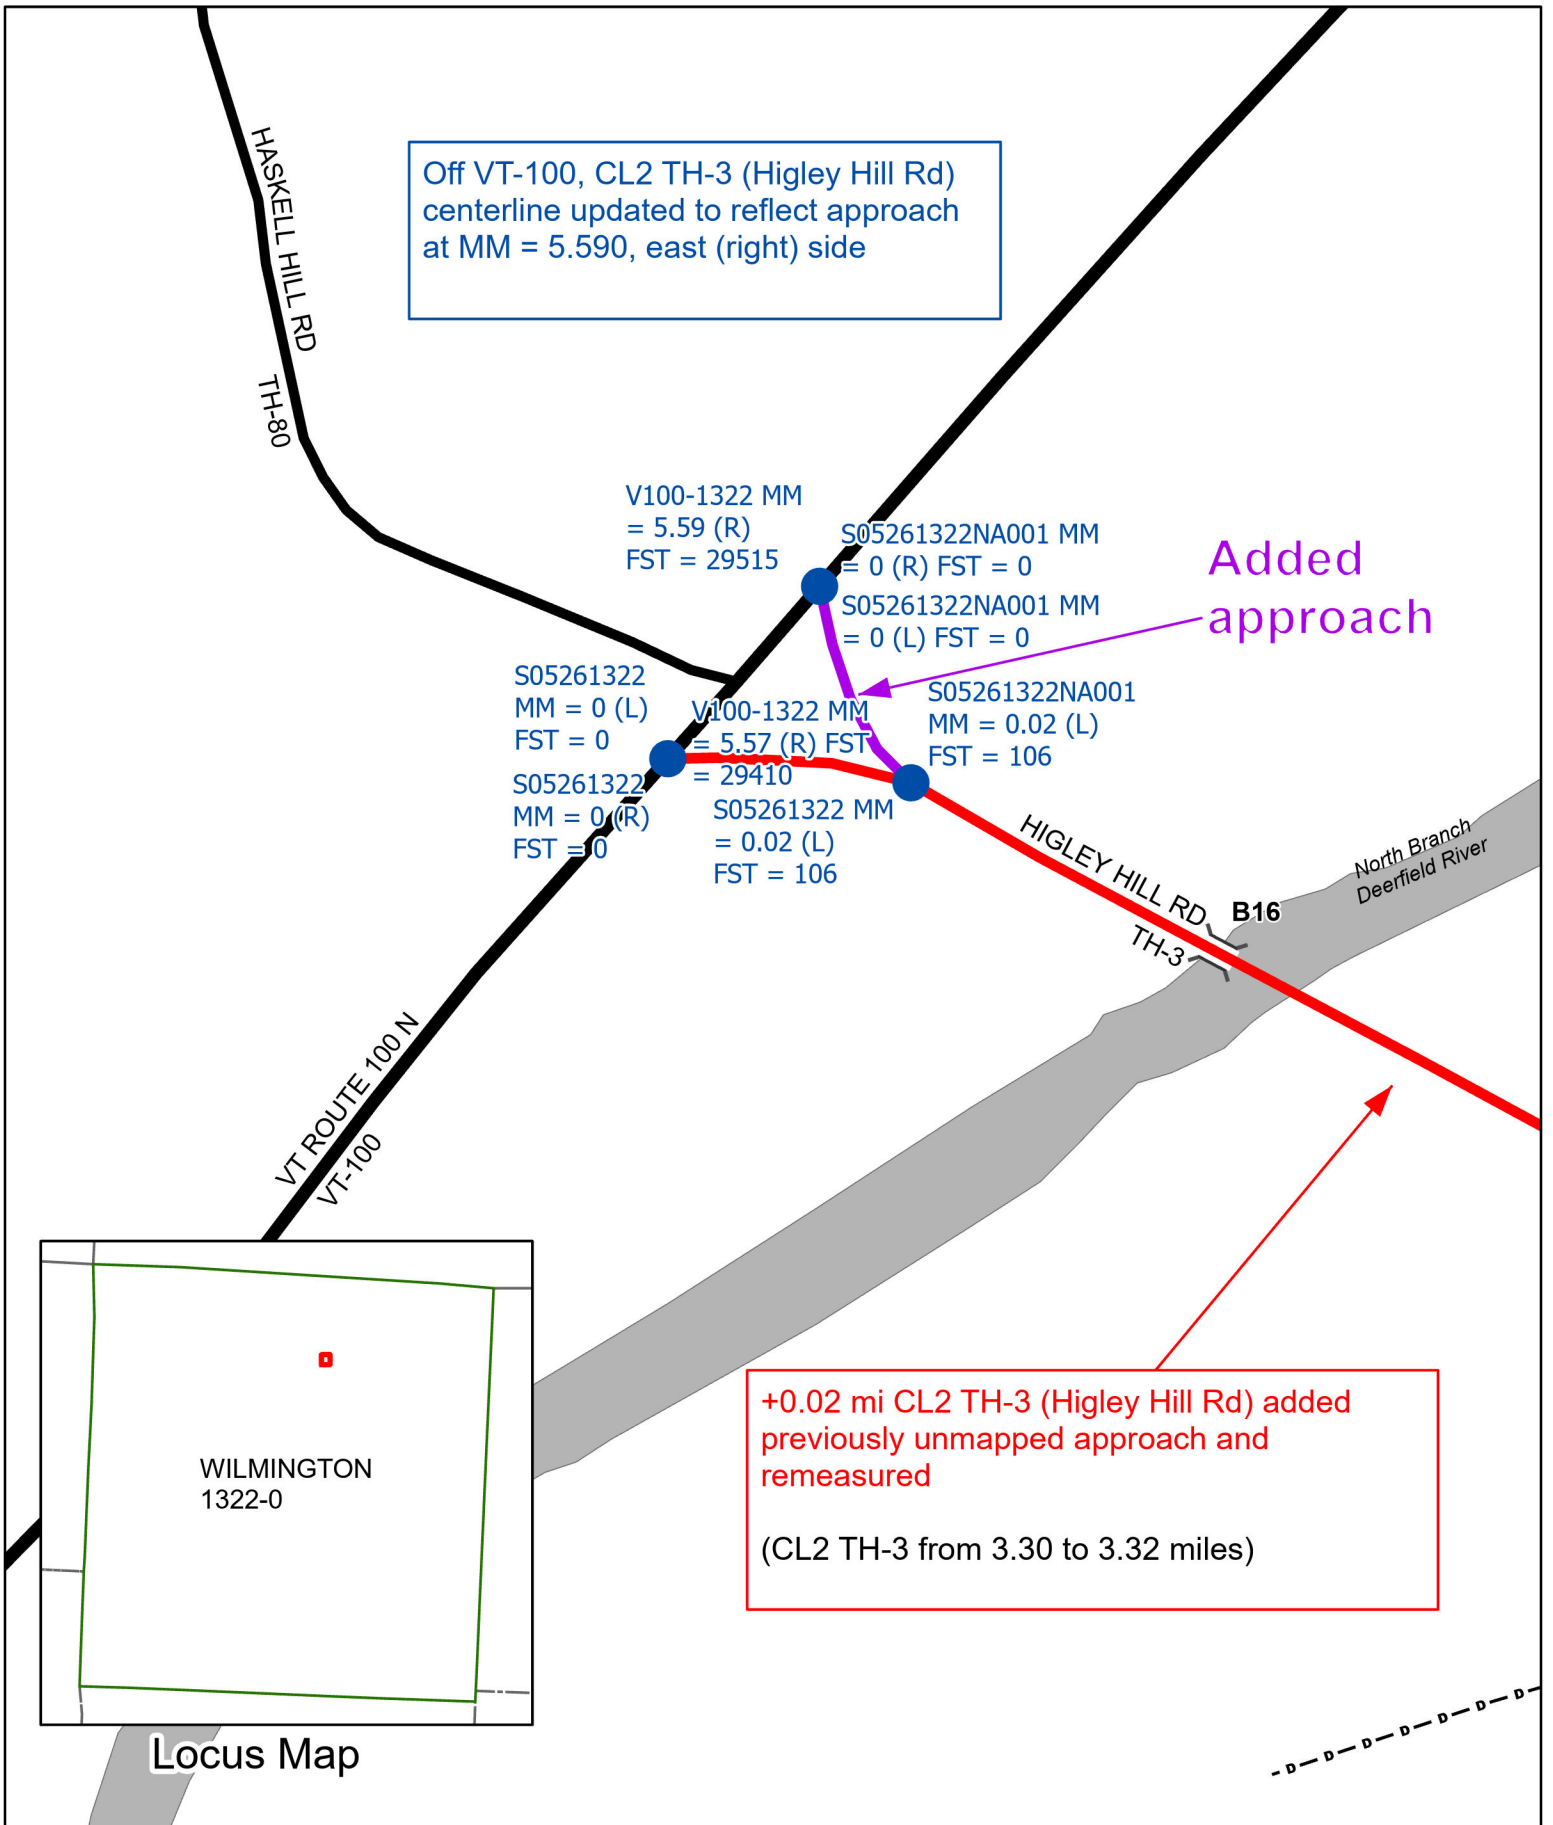 HASKELL HILL RD
TH-80
Off VT-100, CL2 TH-3 (Higley Hill Rd)
centerline updated to reflect approach
at MM = 5.590, east (right) side
V100-1322 MM
= 5.59 (R)
FST = 29515
S05261322NA001 MM
= 0 (R) FST = 0
S05261322NA001 MM
= 0 (L) FST = 0
Added
approach
S05261322
MM = 0 (L)
FST = 0
V100-1322 MM
= 5.57 (R) FST
= 29410
S05261322NA001
MM = 0.02 (L)
FST = 106
S05261322
MM = 0 (R)
FST = 0
S05261322 MM
= 0.02 (L)
FST = 106
HIGLEY HILL RD
TH-3
B16
North Branch
Deerfield River
VT ROUTE 100 N
VT-100
WILMINGTON
1322-0
Locus Map
+0.02 mi CL2 TH-3 (Higley Hill Rd) added
previously unmapped approach and
remeasured
(CL2 TH-3 from 3.30 to 3.32 miles)
D D D D D D D